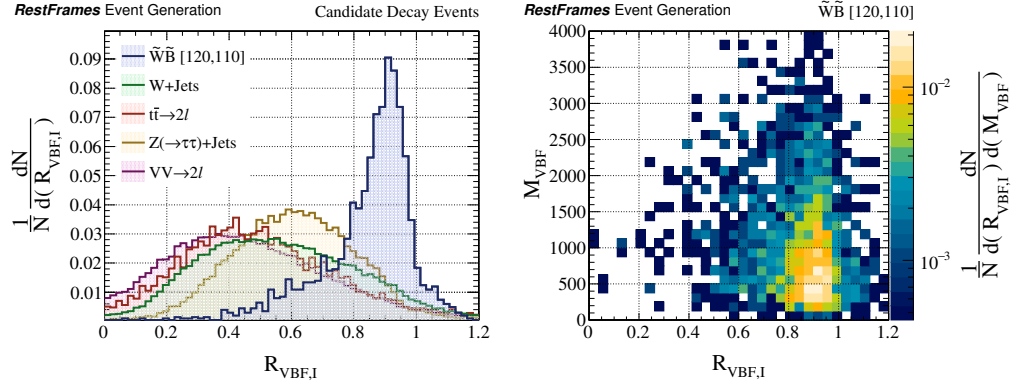 RestFrames Event Generation
Candidate Decay Events
W̃B̃ [120,110]
W+Jets
tt̄→2l
Z(→ττ)+Jets
VV→2l
1/N dN/d( R_VBF,I )
0.09
0.08
0.07
0.06
0.05
0.04
0.03
0.02
0.01
0 0.2 0.4 0.6 0.8 1 1.2
R_VBF,I
RestFrames Event Generation
W̃B̃ [120,110]
M_VBF
4000
3500
3000
2500
2000
1500
1000
500
0
0 0.2 0.4 0.6 0.8 1 1.2
R_VBF,I
10⁻²
10⁻³
1/N dN/d( R_VBF,I ) d( M_VBF )